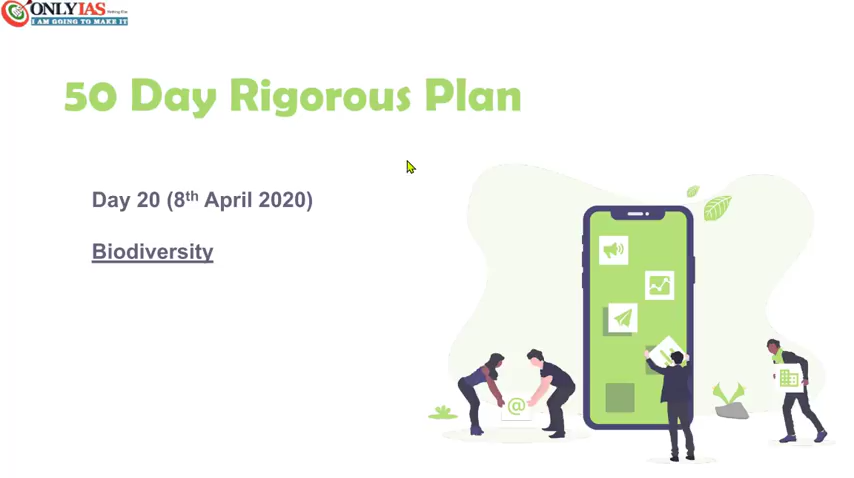 ONLYIAS
I AM GOING TO MAKE IT
50 Day Rigorous Plan
Day 20 (8th April 2020)
Biodiversity
@